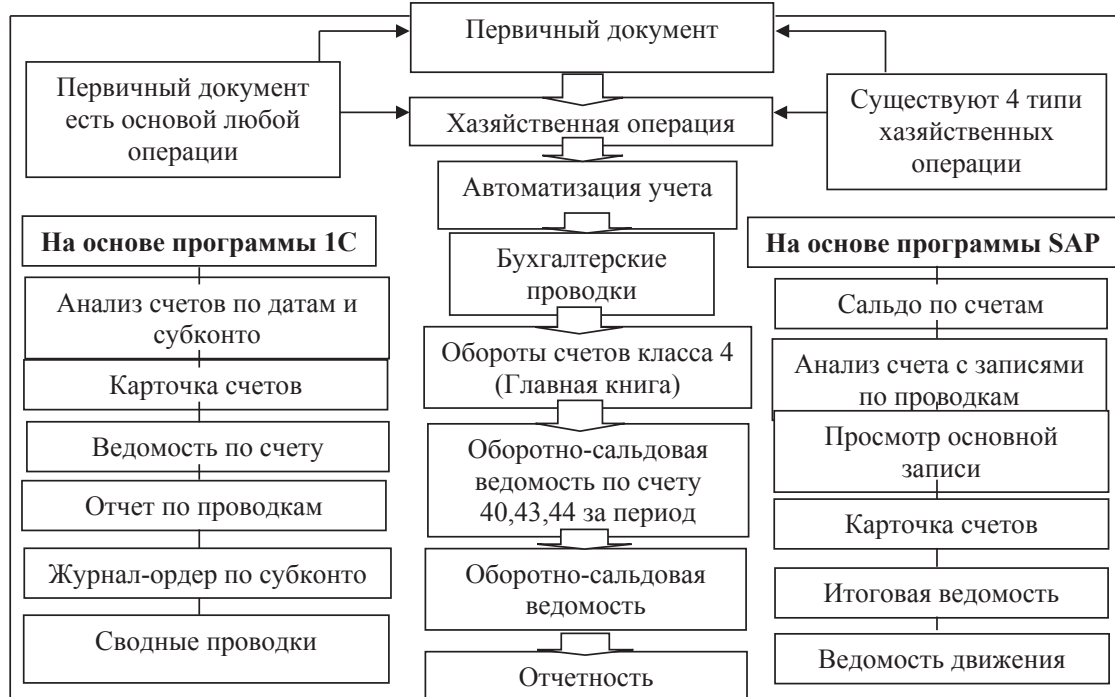 Первичный документ
Первичный документ
есть основой любой
операции
Хазяйственная операция
Существуют 4 типи
хазяйственных
операции
Автоматизация учета
Бухгалтерские
проводки
Обороты счетов класса 4
(Главная книга)
Оборотно-сальдовая
ведомость по счету
40,43,44 за период
Оборотно-сальдовая
ведомость
Отчетность
На основе программы 1С
Анализ счетов по датам и
субконто
Карточка счетов
Ведомость по счету
Отчет по проводкам
Журнал-ордер по субконто
Сводные проводки
На основе программы SAP
Сальдо по счетам
Анализ счета с записями
по проводкам
Просмотр основной
записи
Карточка счетов
Итоговая ведомость
Ведомость движения